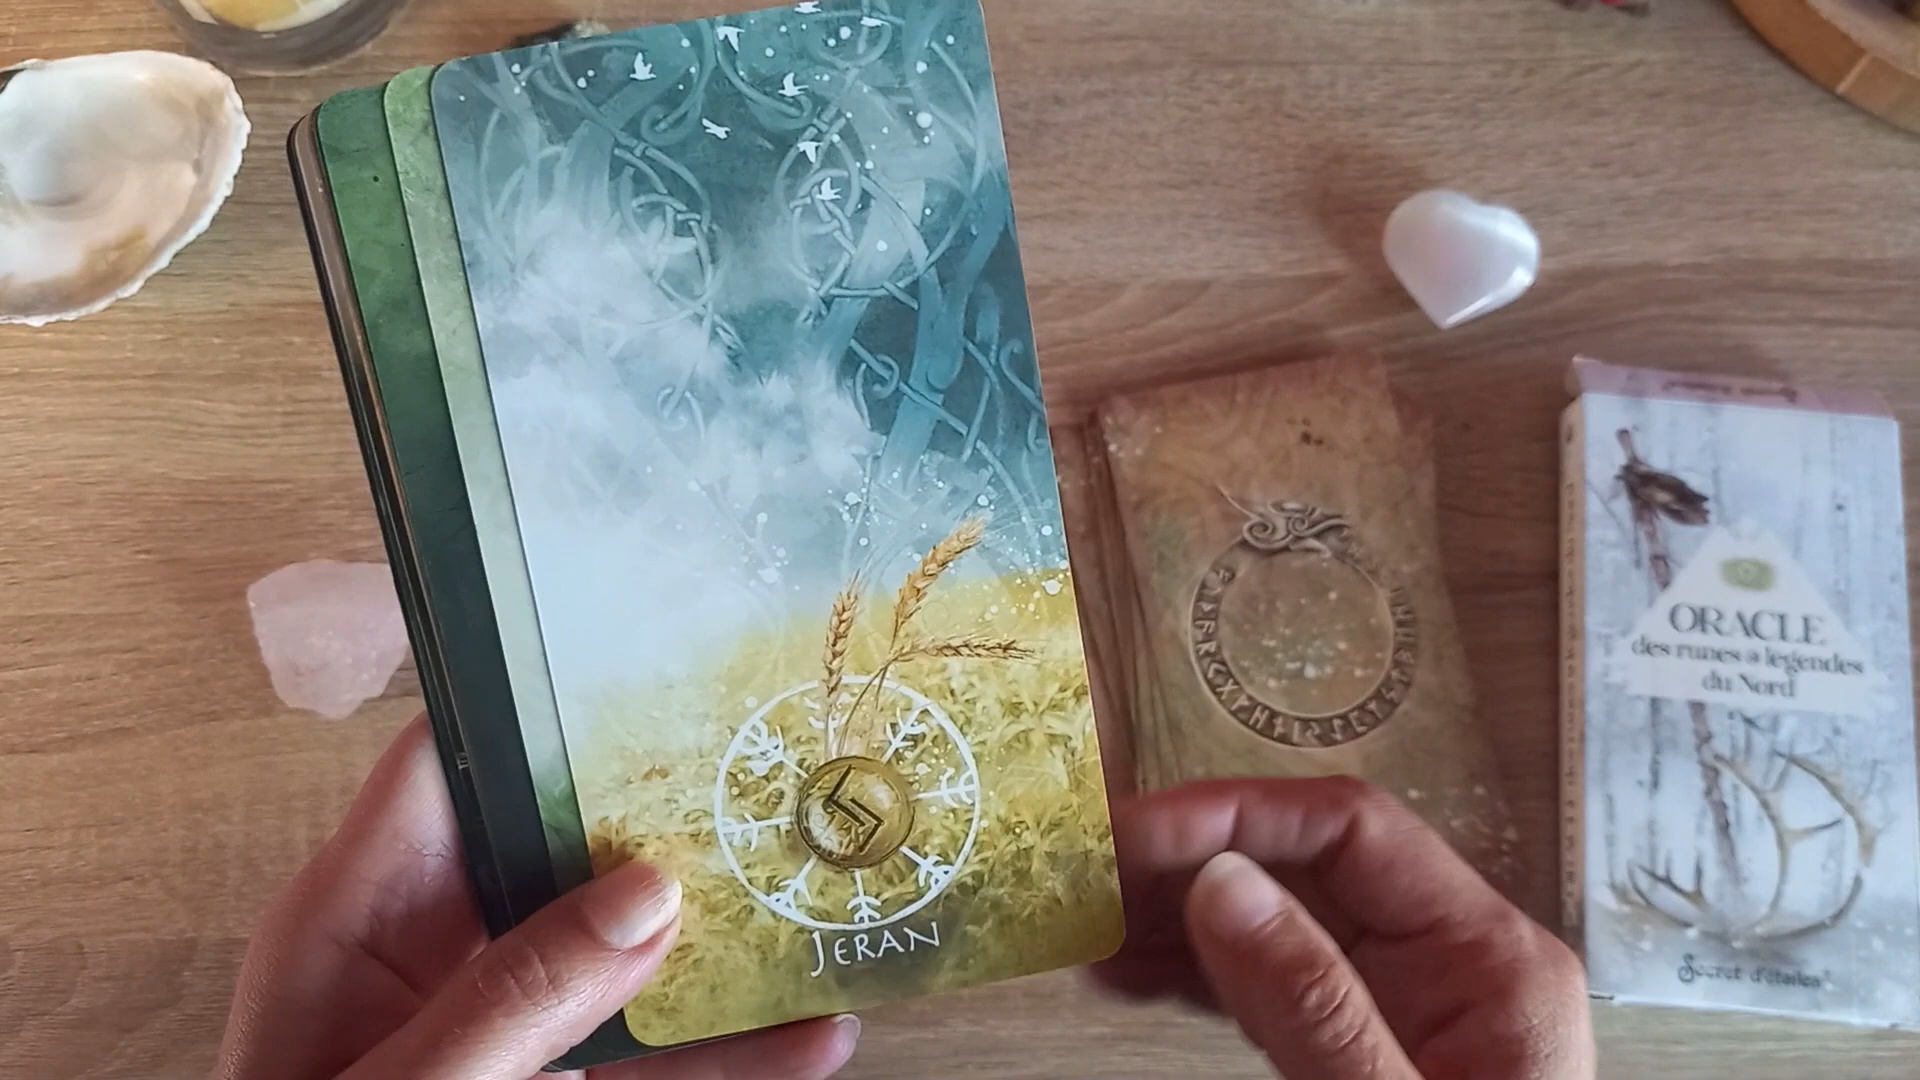 JERAN
ORACLE
des runes & légendes
du Nord
Secret d'étoiles